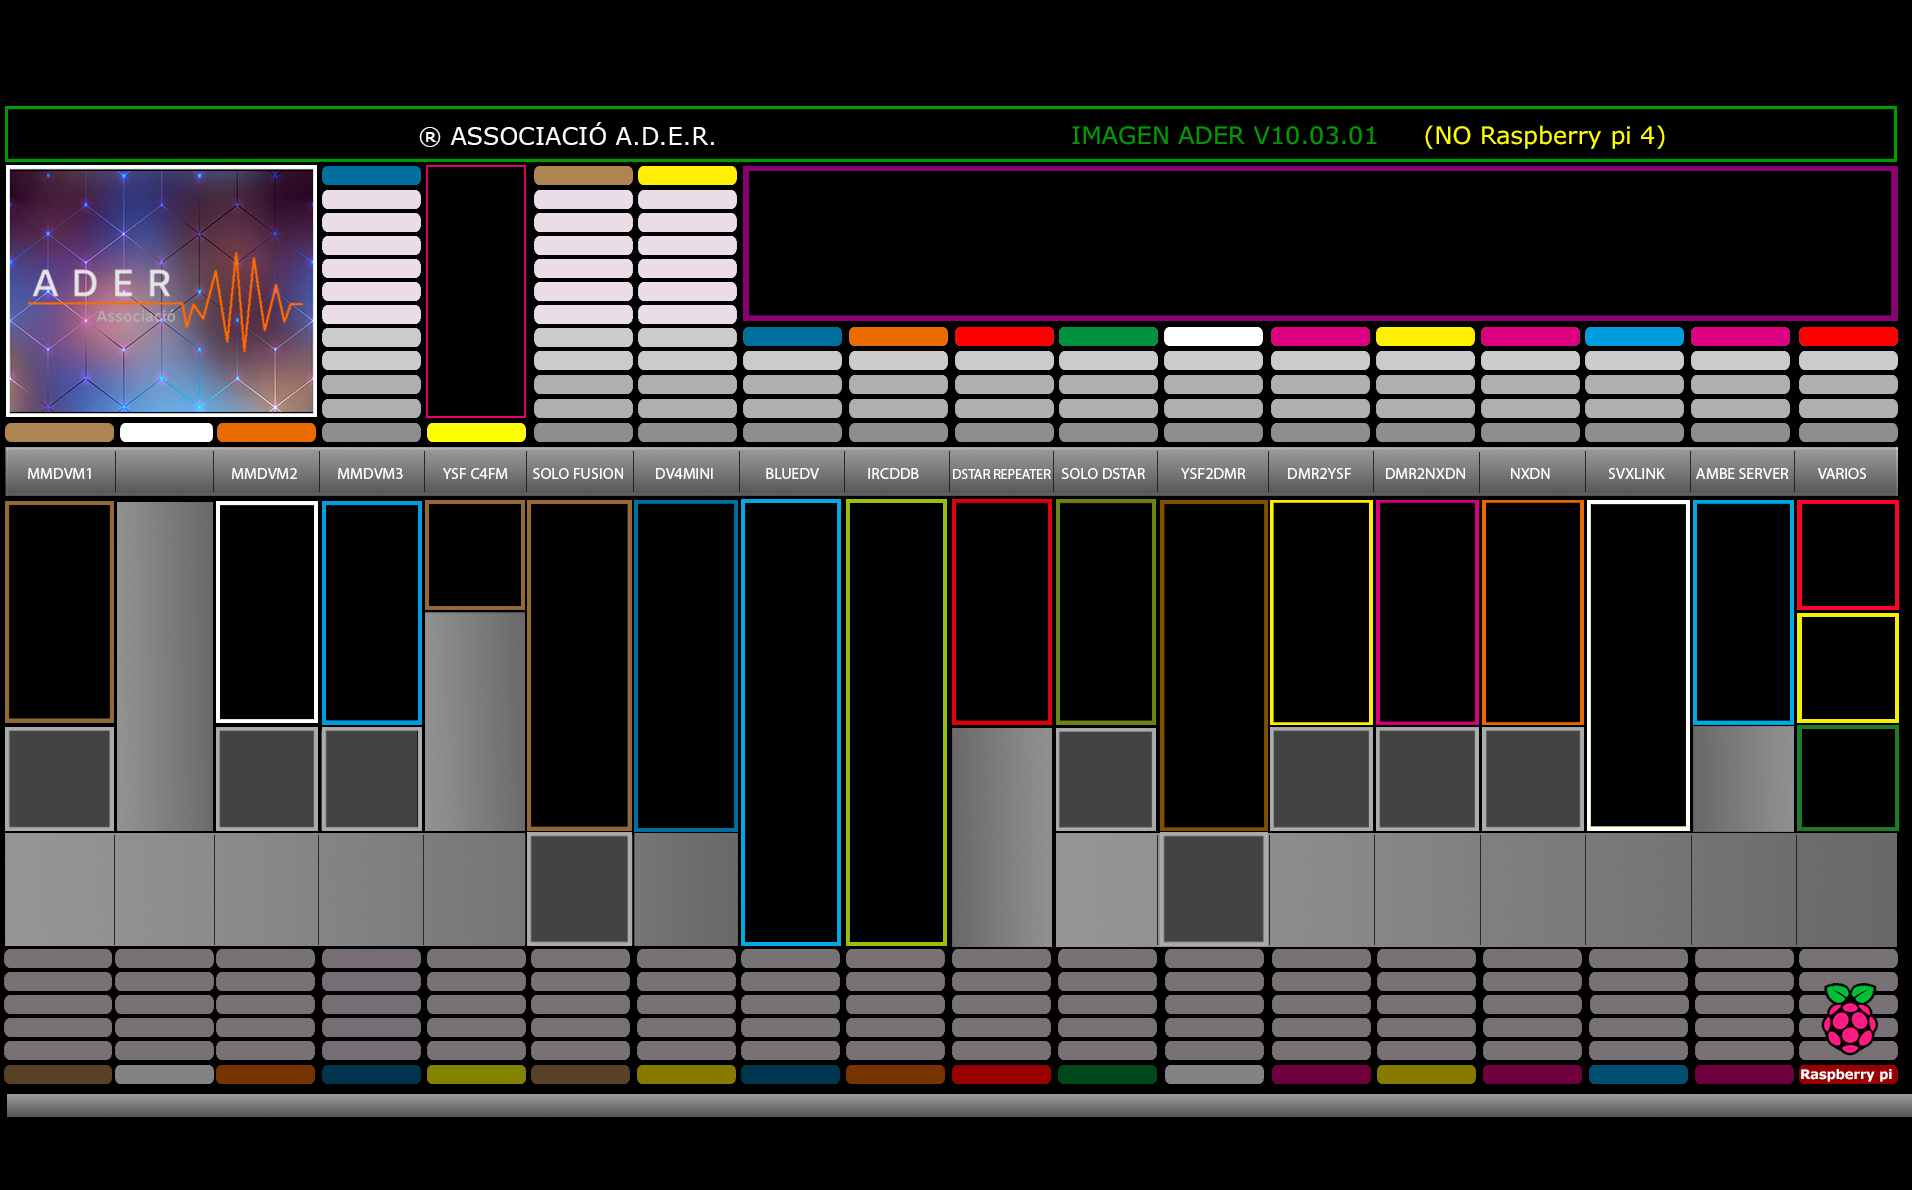 ® ASSOCIACIÓ A.D.E.R.
IMAGEN ADER V10.03.01 (NO Raspberry pi 4)
ADER
Associació
MMDVM1
MMDVM2
MMDVM3
YSF C4FM
SOLO FUSION
DV4MINI
BLUEDV
IRCDDB
DSTAR REPEATER
SOLO DSTAR
YSF2DMR
DMR2YSF
DMR2NXDN
NXDN
SVXLINK
AMBE SERVER
VARIOS
Raspberry pi